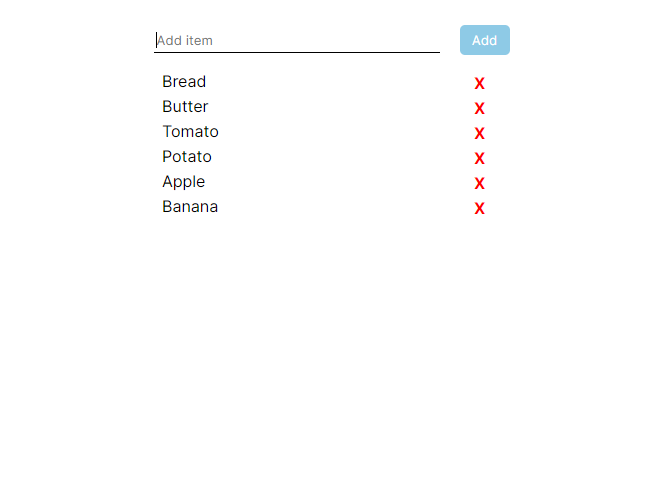 Add item Add
Bread X
Butter X
Tomato X
Potato X
Apple X
Banana X